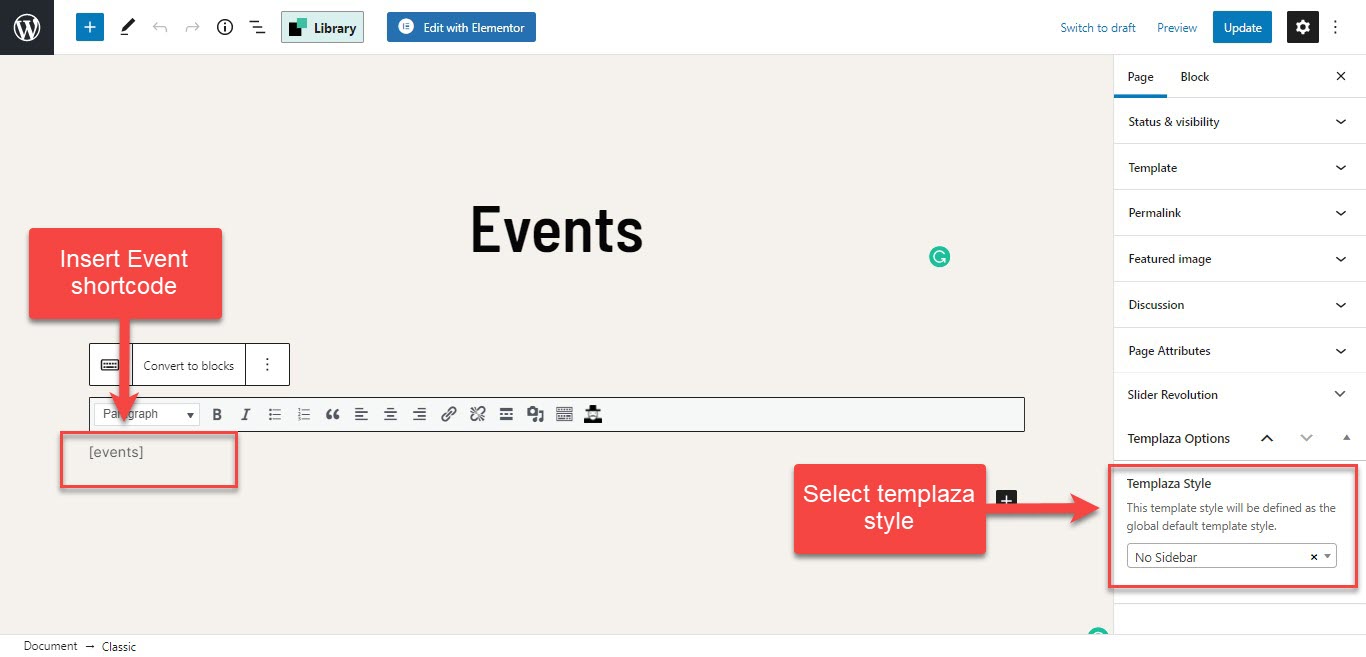 Library
Edit with Elementor
Switch to draft
Preview
Update
Page
Block
Status & visibility
Template
Permalink
Featured image
Discussion
Page Attributes
Slider Revolution
Templaza Options
Templaza Style
This template style will be defined as the
global default template style.
No Sidebar
Events
Insert Event
shortcode
Convert to blocks
Paragraph
[events]
Select templaza
style
Document → Classic